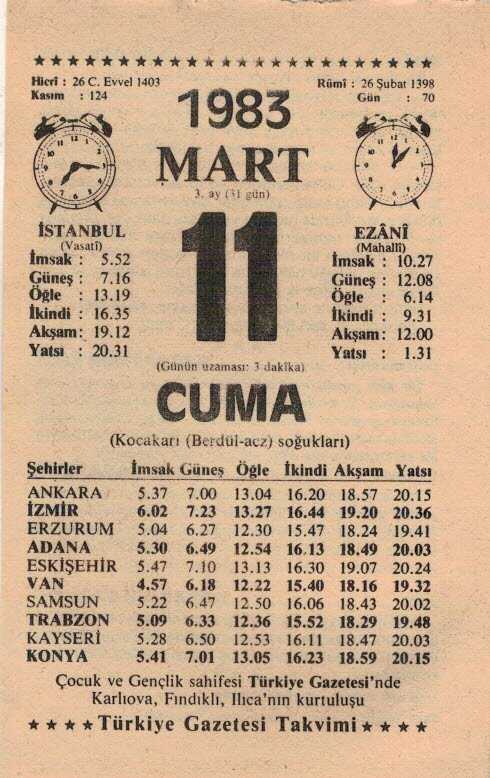 Hicrî : 26 C. Evvel 1403
Kasım : 124
Rûmî : 26 Şubat 1398
Gün : 70
1983
MART
3. ay (31 gün)
11
İSTANBUL
(Vasatî)
İmsak : 5.52
Güneş : 7.16
Öğle : 13.19
İkindi : 16.35
Akşam: 19.12
Yatsı : 20.31
EZÂNÎ
(Mahallî)
İmsak : 10.27
Güneş : 12.08
Öğle : 6.14
İkindi : 9.31
Akşam: 12.00
Yatsı : 1.31
(Günün uzaması: 3 dakîka)
CUMA
(Kocakarı (Berdül-acz) soğukları)
Şehirler İmsak Güneş Öğle İkindi Akşam Yatsı
ANKARA 5.37 7.00 13.04 16.20 18.57 20.15
İZMİR 6.02 7.23 13.27 16.44 19.20 20.36
ERZURUM 5.04 6.27 12.30 15.47 18.24 19.41
ADANA 5.30 6.49 12.54 16.13 18.49 20.03
ESKİŞEHİR 5.47 7.10 13.13 16.30 19.07 20.24
VAN 4.57 6.18 12.22 15.40 18.16 19.32
SAMSUN 5.22 6.47 12.50 16.06 18.43 20.02
TRABZON 5.09 6.33 12.36 15.52 18.29 19.48
KAYSERİ 5.28 6.50 12.53 16.11 18.47 20.03
KONYA 5.41 7.01 13.05 16.23 18.59 20.15
Çocuk ve Gençlik sahifesi Türkiye Gazetesi'nde
Karlıova, Fındıklı, Ilıca'nın kurtuluşu
Türkiye Gazetesi Takvimi